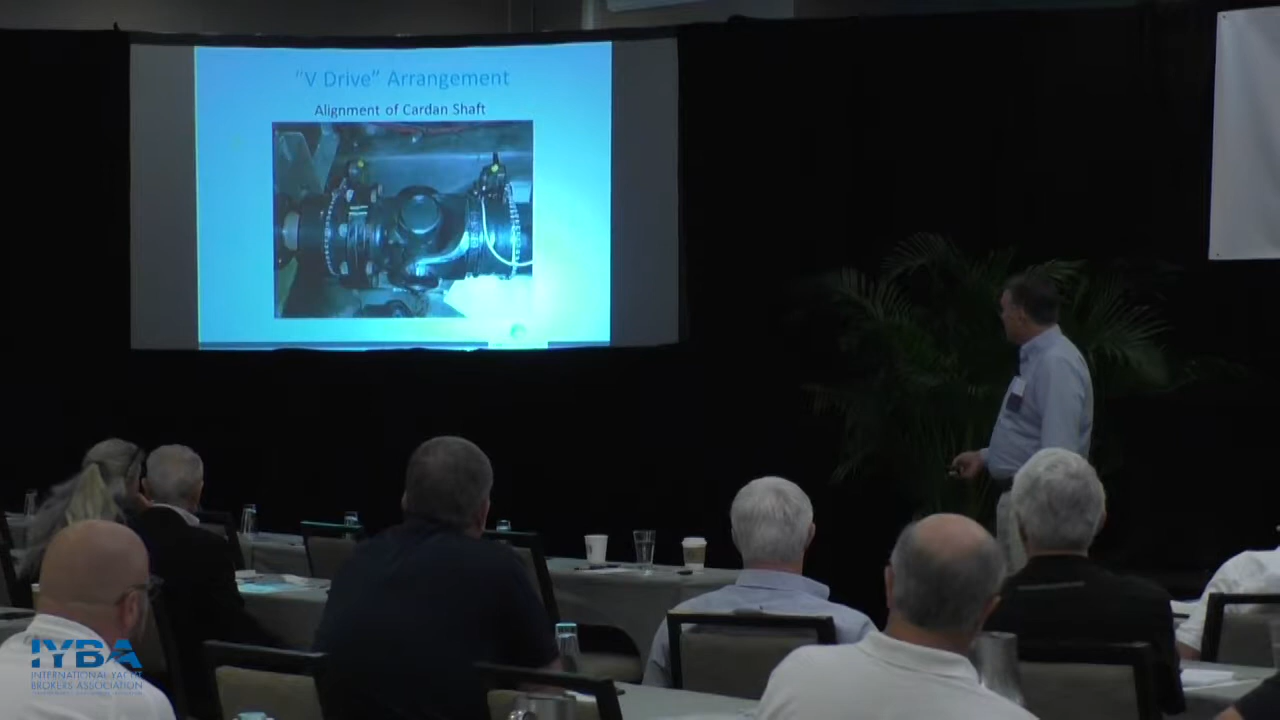 "V Drive" Arrangement
Alignment of Cardan Shaft
IYBA
INTERNATIONAL YACHT
BROKERS ASSOCIATION